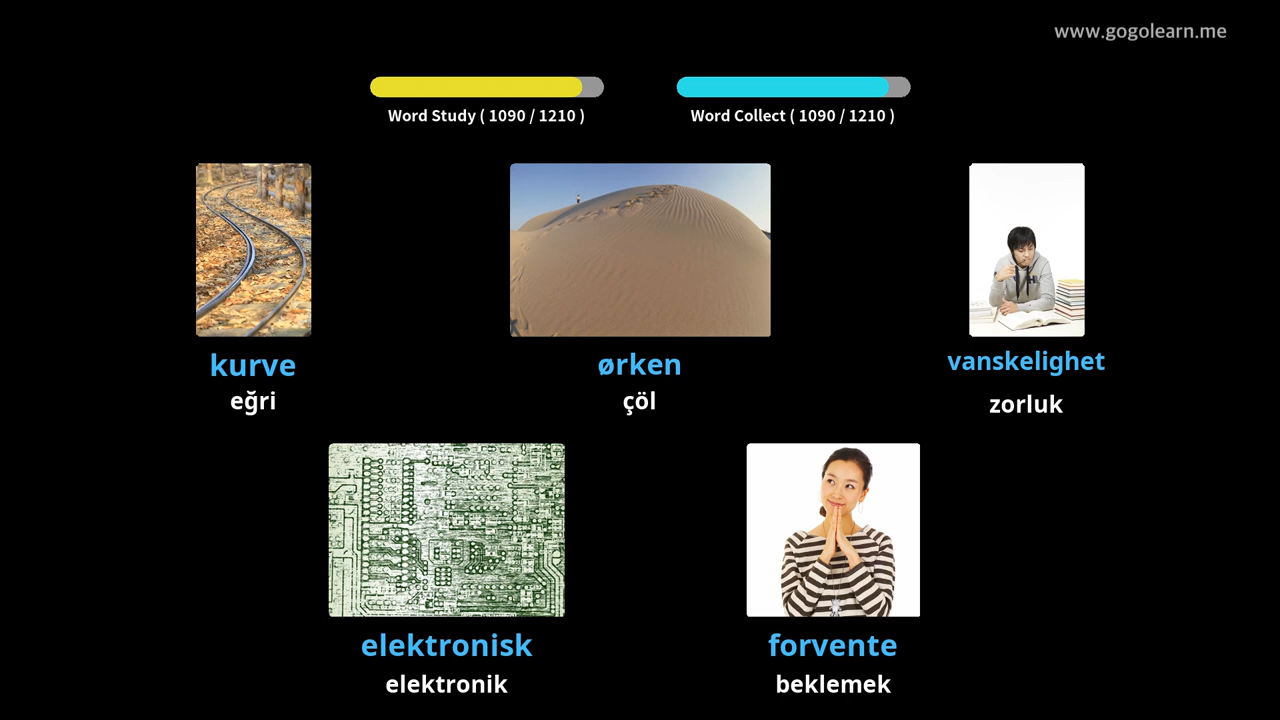 www.gogolearn.me
Word Study ( 1090 / 1210 )
Word Collect ( 1090 / 1210 )
kurve
eğri
ørken
çöl
vanskelighet
zorluk
elektronisk
elektronik
forvente
beklemek